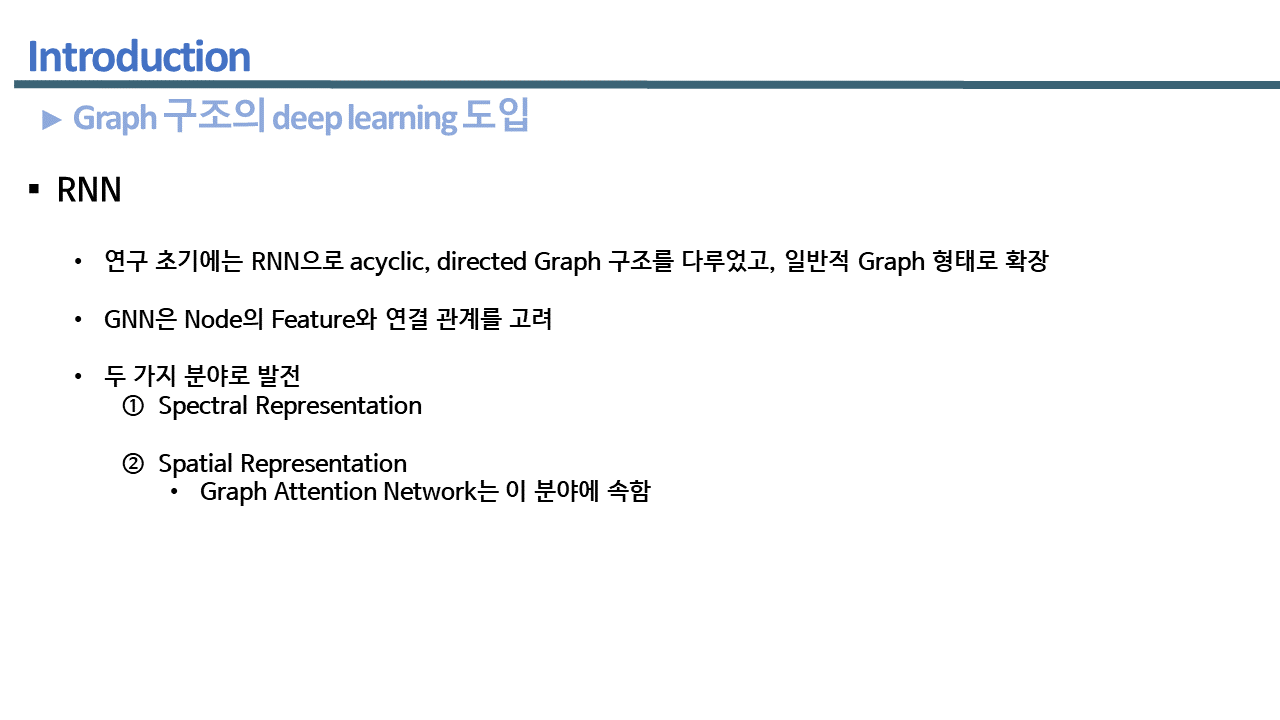 Introduction
► Graph 구조의 deep learning 도입
▪ RNN
• 연구 초기에는 RNN으로 acyclic, directed Graph 구조를 다루었고, 일반적 Graph 형태로 확장
• GNN은 Node의 Feature와 연결 관계를 고려
• 두 가지 분야로 발전
① Spectral Representation
② Spatial Representation
• Graph Attention Network는 이 분야에 속함